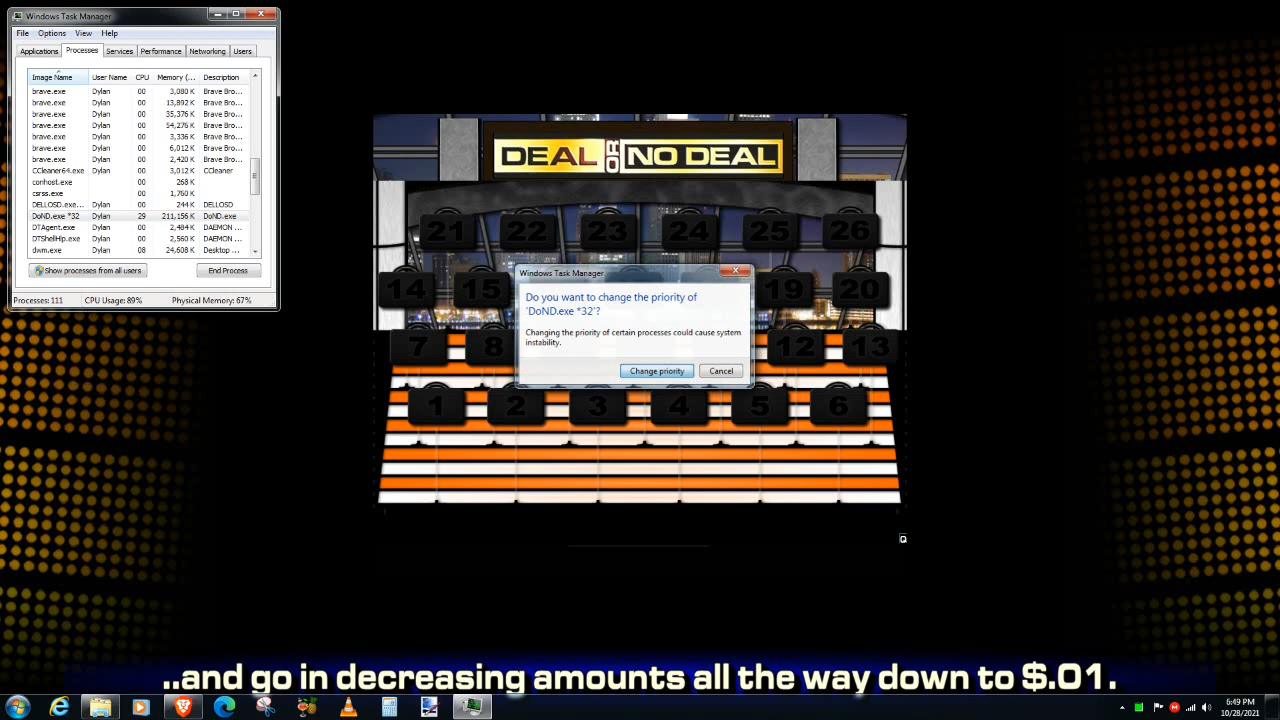 Windows Task Manager
File Options View Help
Applications Processes Services Performance Networking Users
Image Name User Name CPU Memory (... Description
brave.exe Dylan 00 3,080 K Brave Bro...
brave.exe Dylan 00 13,892 K Brave Bro...
brave.exe Dylan 00 35,376 K Brave Bro...
brave.exe Dylan 00 54,276 K Brave Bro...
brave.exe Dylan 00 3,336 K Brave Bro...
brave.exe Dylan 00 6,012 K Brave Bro...
brave.exe Dylan 00 2,420 K Brave Bro...
CCleaner64.exe Dylan 00 3,012 K CCleaner
conhost.exe 00 268 K
csrss.exe 00 1,760 K
DELLOSD.exe... Dylan 00 244 K DELLOSD
DoND.exe *32 Dylan 29 211,156 K DoND.exe
DTAgent.exe Dylan 00 2,484 K DAEMON ...
DTShellHlp.exe Dylan 00 2,560 K DAEMON ...
dwm.exe Dylan 08 24,608 K Desktop ...
Show processes from all users End Process
Processes: 111 CPU Usage: 89% Physical Memory: 67%
DEAL OR NO DEAL
21 22 23 24 25 26
14 15 19 20
7 8 12 13
1 2 3 4 5 6
Windows Task Manager
Do you want to change the priority of
'DoND.exe *32'?
Changing the priority of certain processes could cause system
instability.
Change priority Cancel
..and go in decreasing amounts all the way down to $.01.
6:49 PM
10/28/2021